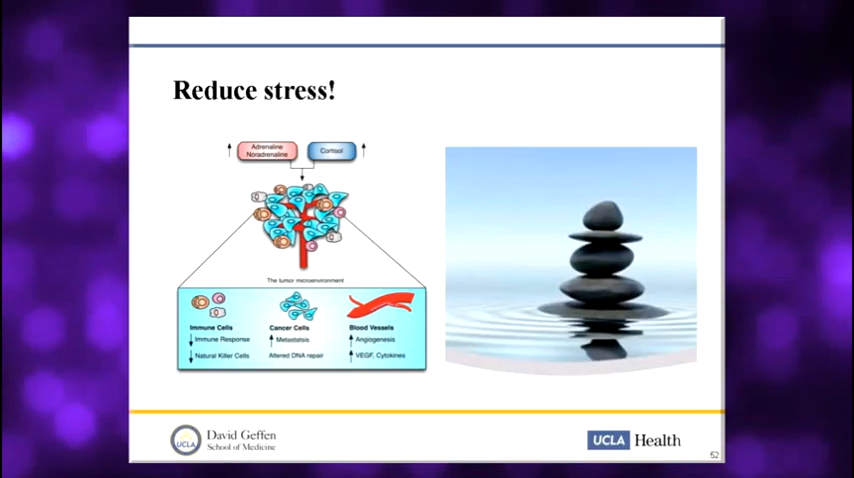 Reduce stress!
Adrenaline
Noradrenaline
Cortisol
The tumor microenvironment
Immune Cells
Immune Response
Natural Killer Cells
Cancer Cells
Metastatsis
Altered DNA repair
Blood Vessels
Angiogenesis
VEGF, Cytokines
UCLA
David Geffen
School of Medicine
UCLA Health
52